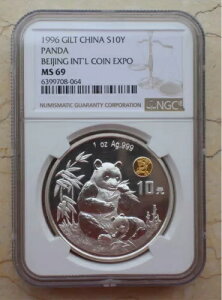 1996 GILT CHINA S10Y
PANDA
BEIJING INT'L COIN EXPO
MS 69
6399708-064
NUMISMATIC GUARANTY CORPORATION
NGC
1 oz Ag .999
10元